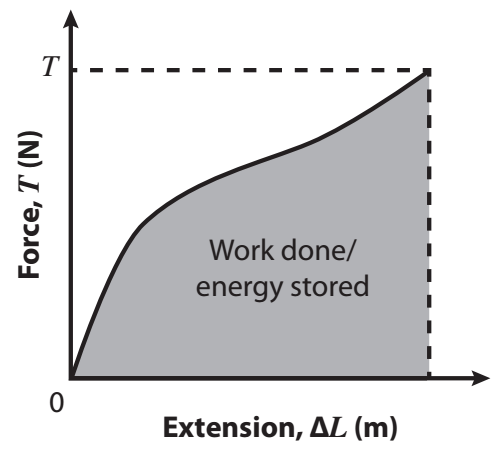 T
Force, T (N)
Work done/
energy stored
0
Extension, ΔL (m)